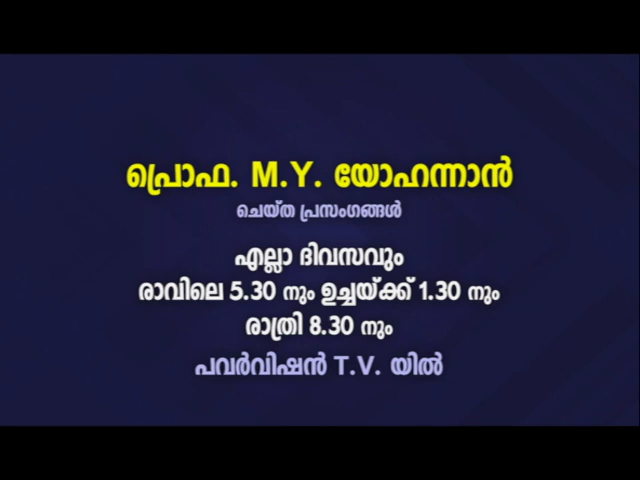 പ്രൊഫ. M.Y. യോഹന്നാൻ
ചെയ്ത പ്രസംഗങ്ങൾ
എല്ലാ ദിവസവും
രാവിലെ 5.30 നും ഉച്ചയ്ക്ക് 1.30 നും
രാത്രി 8.30 നും
പവർവിഷൻ T.V. യിൽ